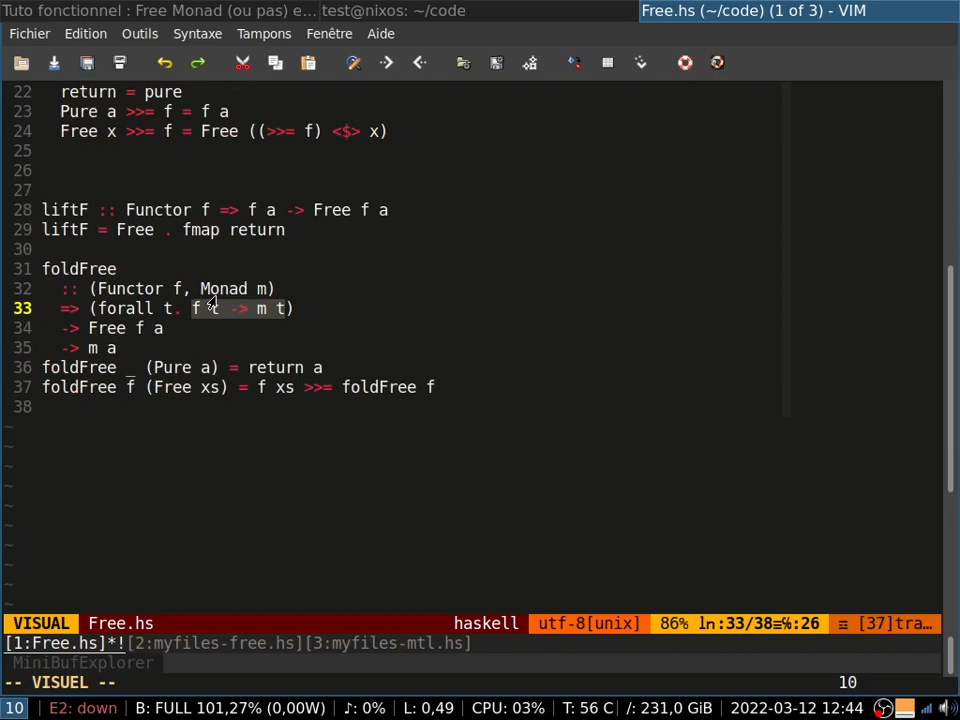 Tuto fonctionnel : Free Monad (ou pas) e... test@nixos: ~/code Free.hs (~/code) (1 of 3) - VIM
Fichier Edition Outils Syntaxe Tampons Fenêtre Aide
22 return = pure
23 Pure a >>= f = f a
24 Free x >>= f = Free ((>>= f) <$> x)
25
26
27
28 liftF :: Functor f => f a -> Free f a
29 liftF = Free . fmap return
30
31 foldFree
32 :: (Functor f, Monad m)
33 => (forall t. f t -> m t)
34 -> Free f a
35 -> m a
36 foldFree _ (Pure a) = return a
37 foldFree f (Free xs) = f xs >>= foldFree f
38
~
~
~
~
~
~
~
~
~
~
VISUAL Free.hs haskell utf-8[unix] 86% ln:33/38≡℅:26 ☲ [37]tra...
[1:Free.hs]*![2:myfiles-free.hs][3:myfiles-mtl.hs]
MiniBufExplorer
-- VISUEL -- 10
10 E2: down | B: FULL 101,27% (0,00W) | ♪: 0% | L: 0,49 | CPU: 03% | T: 56 C | /: 231,0 GiB | 2022-03-12 12:44